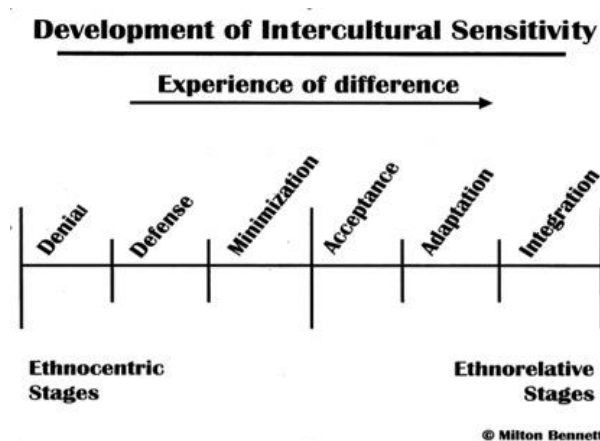 Development of Intercultural Sensitivity
Experience of difference
Denial
Defense
Minimization
Acceptance
Adaptation
Integration
Ethnocentric
Stages
Ethnorelative
Stages
© Milton Bennett